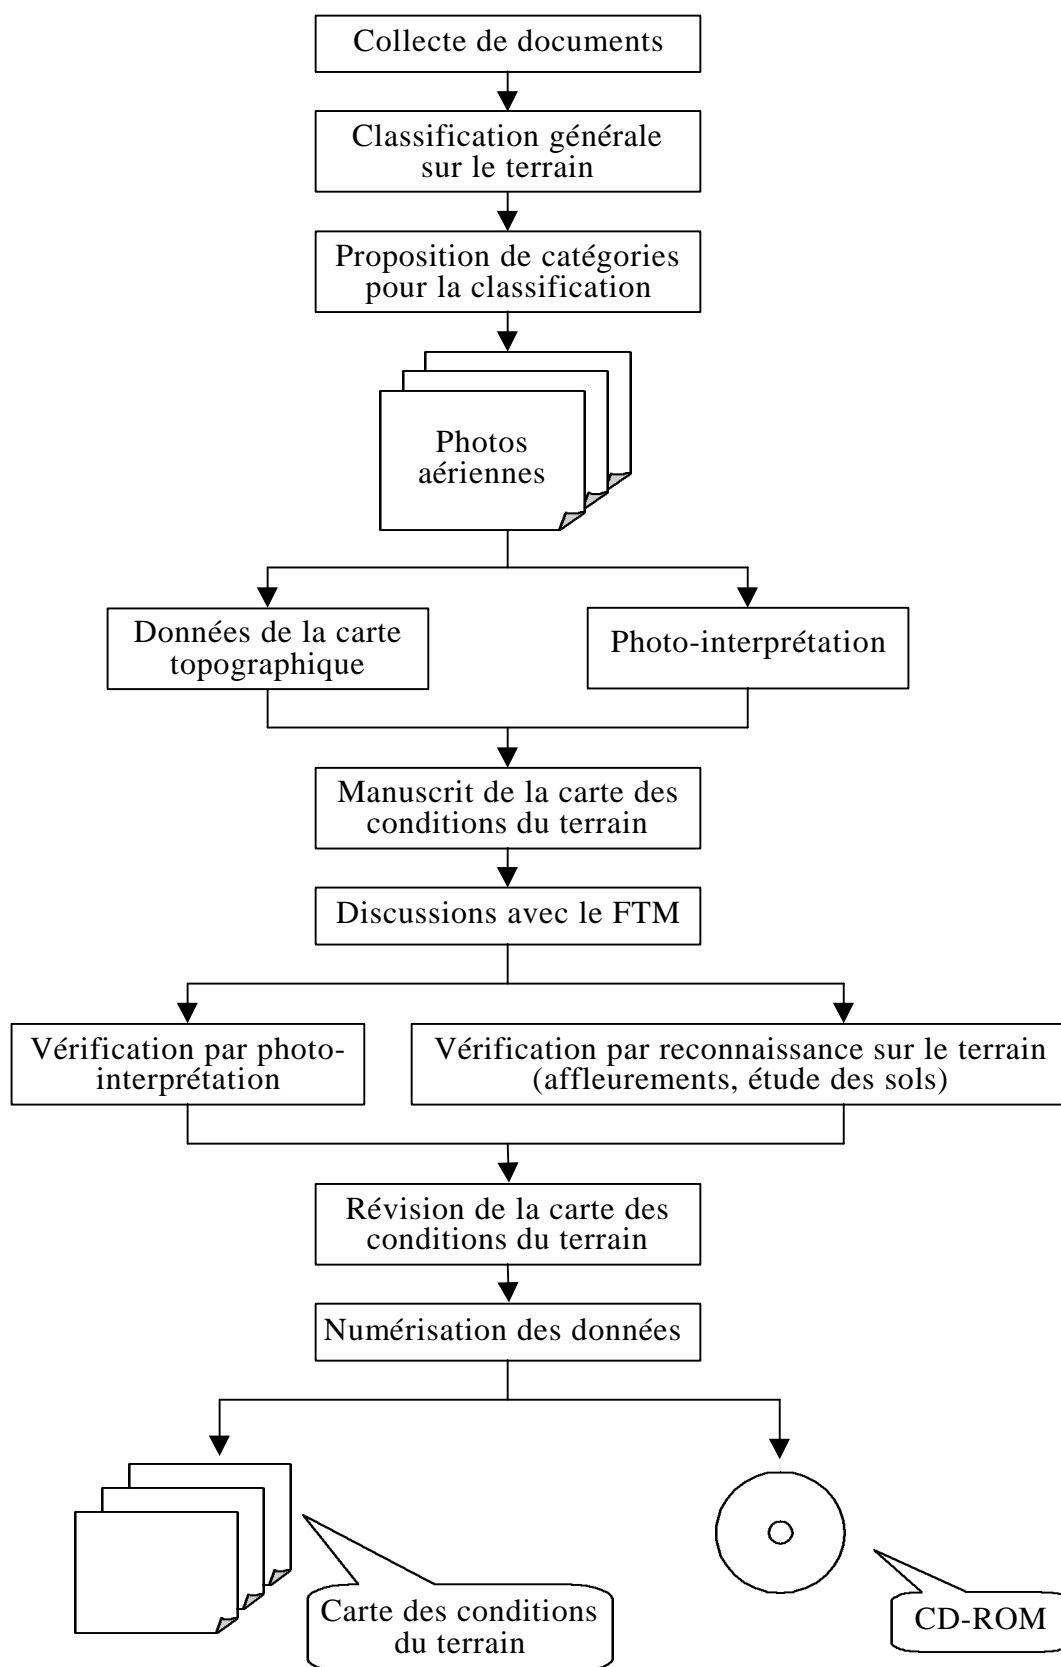 Collecte de documents
Classification générale
sur le terrain
Proposition de catégories
pour la classification
Photos
aériennes
Données de la carte
topographique
Photo-interprétation
Manuscrit de la carte des
conditions du terrain
Discussions avec le FTM
Vérification par photo-
interprétation
Vérification par reconnaissance sur le terrain
(affleurements, étude des sols)
Révision de la carte des
conditions du terrain
Numérisation des données
Carte des conditions
du terrain
CD-ROM